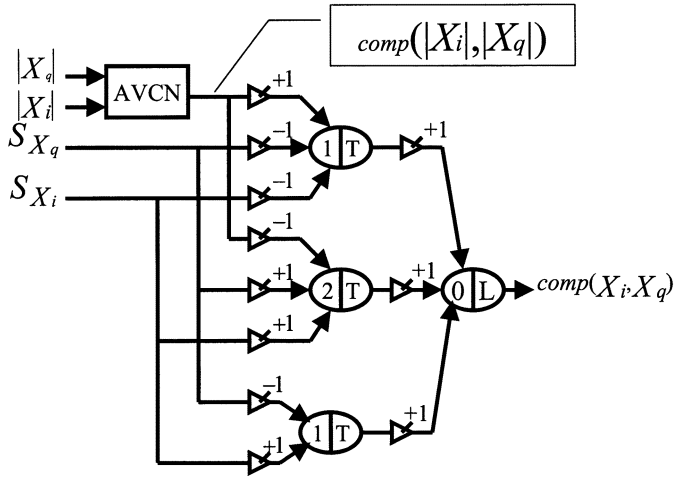 comp(|Xi|,|Xq|)
|Xq|
|Xi|
AVCN
SXq
SXi
+1
−1
−1
1 T
+1
−1
+1
+1
2 T
+1
0 L
comp(Xi,Xq)
−1
+1
1 T
+1